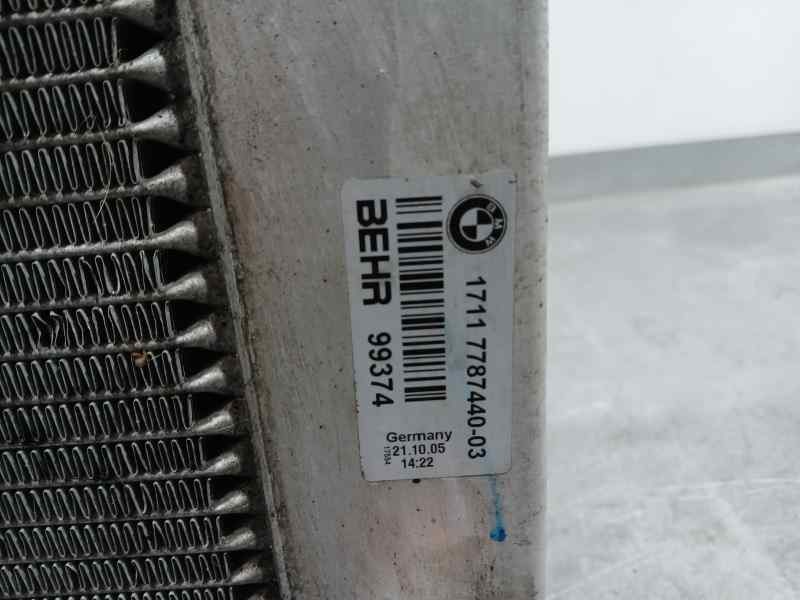 BMW
1711 7787440-03
BEHR 99374
Germany
21.10.05
14:22